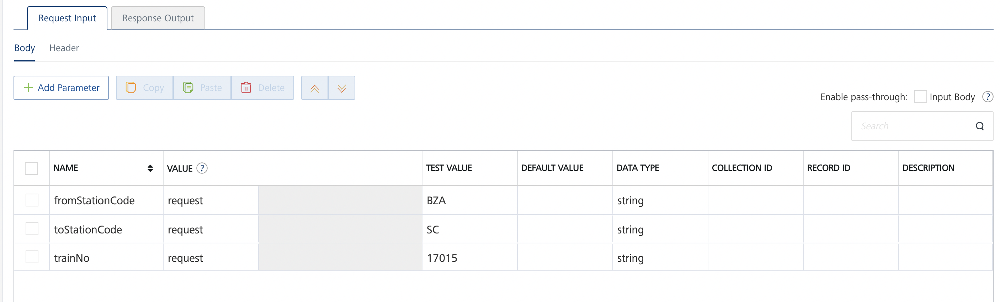 Request Input Response Output
Body Header
Add Parameter Copy Paste Delete
Enable pass-through: Input Body ?
Search
NAME VALUE ? TEST VALUE DEFAULT VALUE DATA TYPE COLLECTION ID RECORD ID DESCRIPTION
fromStationCode request BZA string
toStationCode request SC string
trainNo request 17015 string